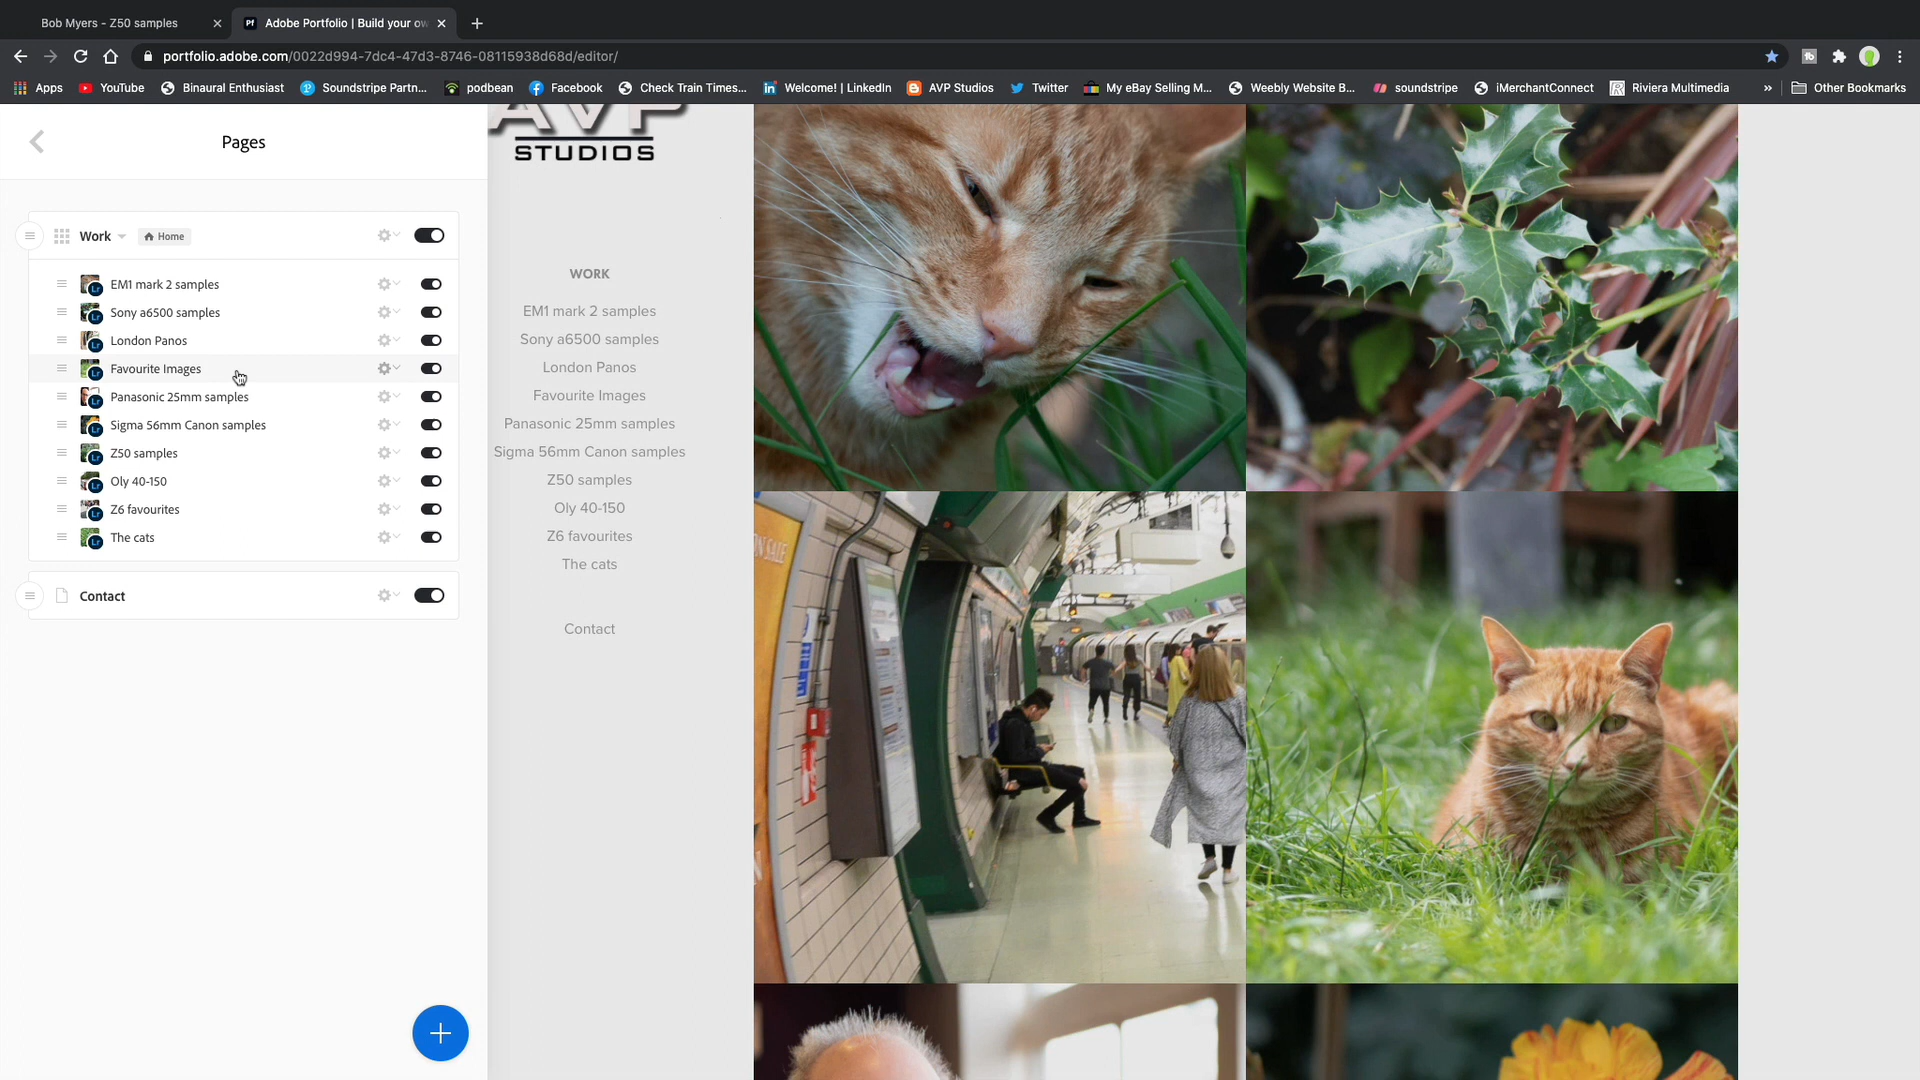 Bob Myers - Z50 samples
Adobe Portfolio | Build your ow
portfolio.adobe.com/0022d994-7dc4-47d3-8746-08115938d68d/editor/
Apps YouTube Binaural Enthusiast Soundstripe Partn... podbean Facebook Check Train Times... Welcome! | LinkedIn AVP Studios Twitter My eBay Selling M... Weebly Website B... soundstripe iMerchantConnect Riviera Multimedia » Other Bookmarks
Pages
Work Home
EM1 mark 2 samples
Sony a6500 samples
London Panos
Favourite Images
Panasonic 25mm samples
Sigma 56mm Canon samples
Z50 samples
Oly 40-150
Z6 favourites
The cats
Contact
AVP
STUDIOS
WORK
EM1 mark 2 samples
Sony a6500 samples
London Panos
Favourite Images
Panasonic 25mm samples
Sigma 56mm Canon samples
Z50 samples
Oly 40-150
Z6 favourites
The cats
Contact